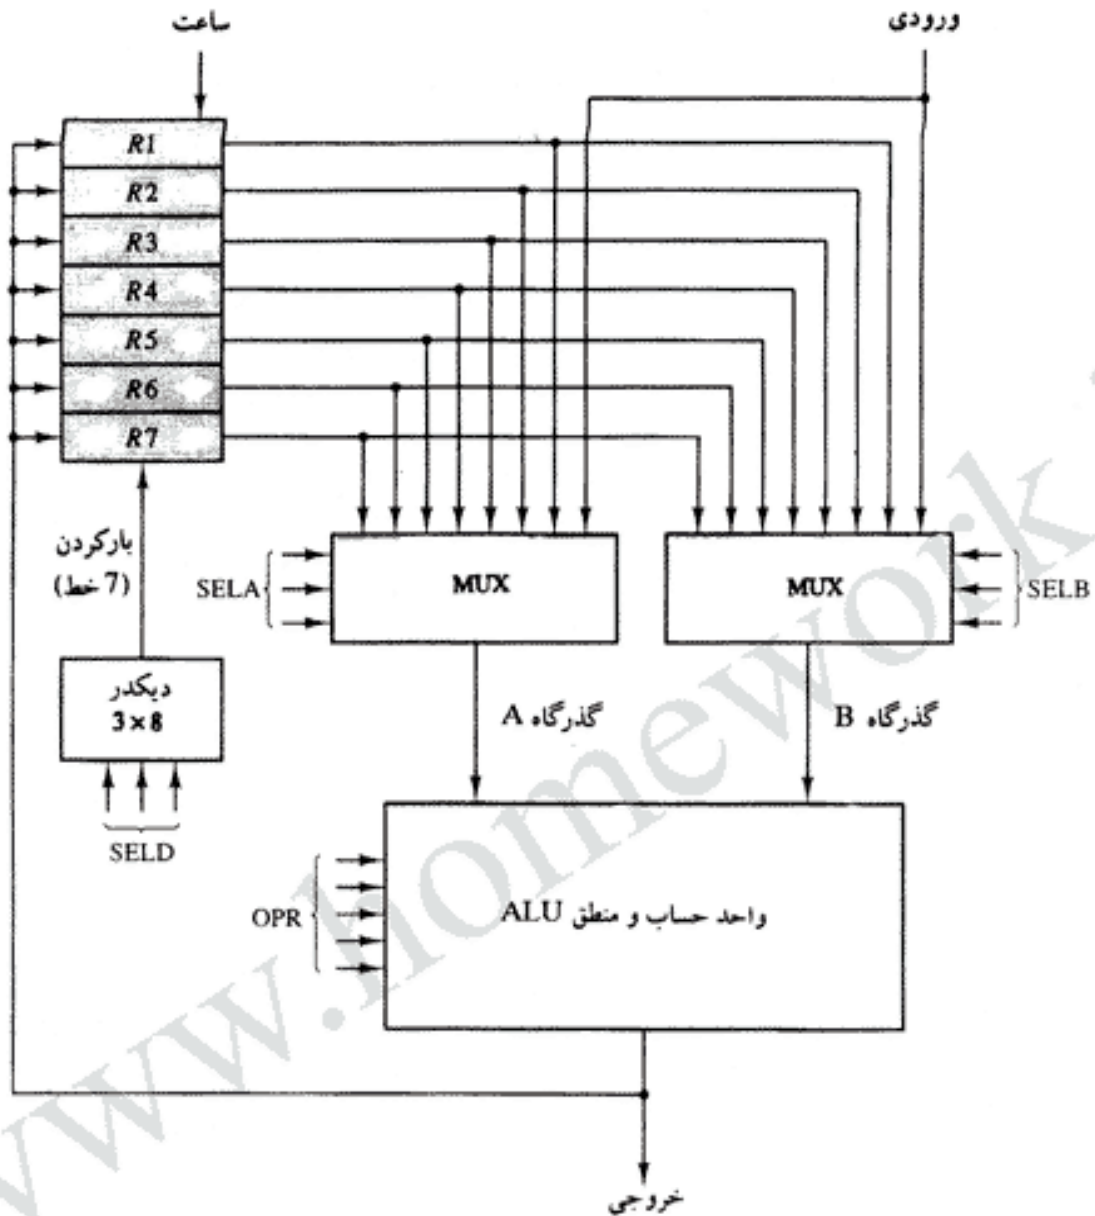 ساعت
ورودی
R1
R2
R3
R4
R5
R6
R7
بارکردن
(7 خط)
SELA
MUX
MUX
SELB
دیکدر
3×8
SELD
گذرگاه A
گذرگاه B
OPR
واحد حساب و منطق ALU
خروجی
www.homework